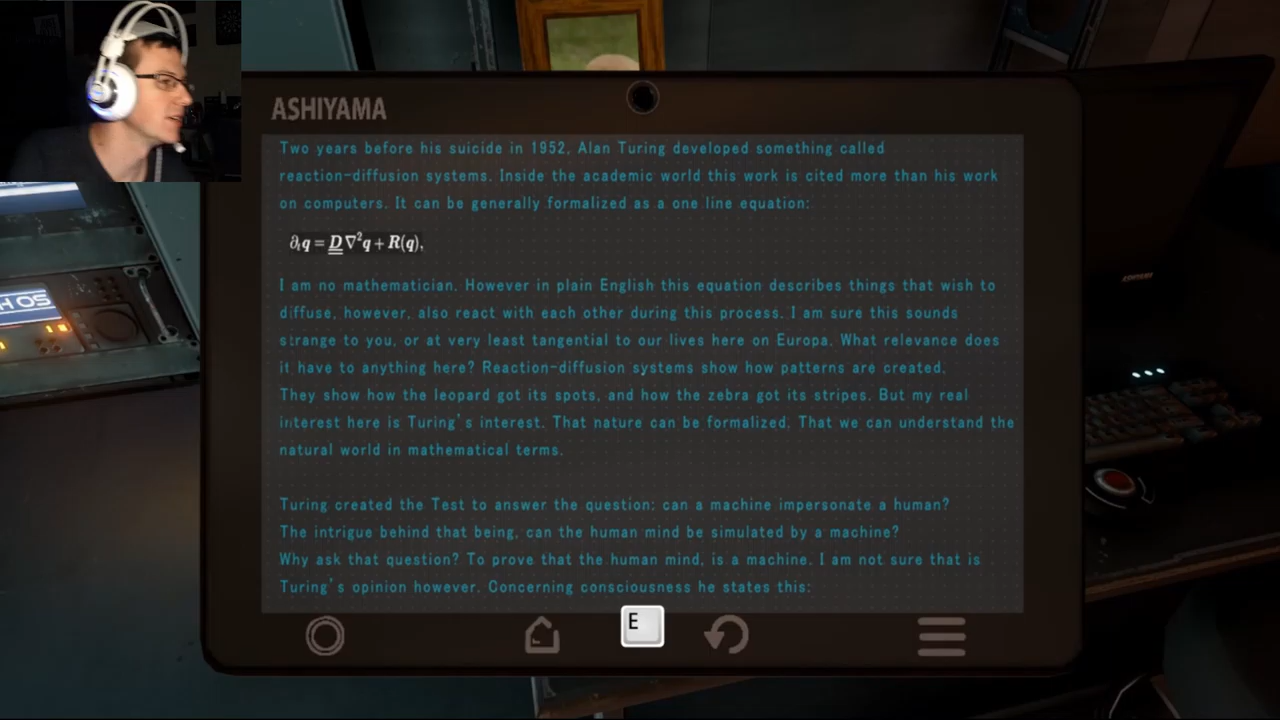 ASHIYAMA
Two years before his suicide in 1952, Alan Turing developed something called
reaction-diffusion systems. Inside the academic world this work is cited more than his work
on computers. It can be generally formalized as a one line equation:
∂ₜq = D∇²q + R(q),
I am no mathematician. However in plain English this equation describes things that wish to
diffuse, however, also react with each other during this process. I am sure this sounds
strange to you, or at very least tangential to our lives here on Europa. What relevance does
it have to anything here? Reaction-diffusion systems show how patterns are created.
They show how the leopard got its spots, and how the zebra got its stripes. But my real
interest here is Turing's interest. That nature can be formalized. That we can understand the
natural world in mathematical terms.
Turing created the Test to answer the question: can a machine impersonate a human?
The intrigue behind that being, can the human mind be simulated by a machine?
Why ask that question? To prove that the human mind, is a machine. I am not sure that is
Turing's opinion however. Concerning consciousness he states this:
E
H OS